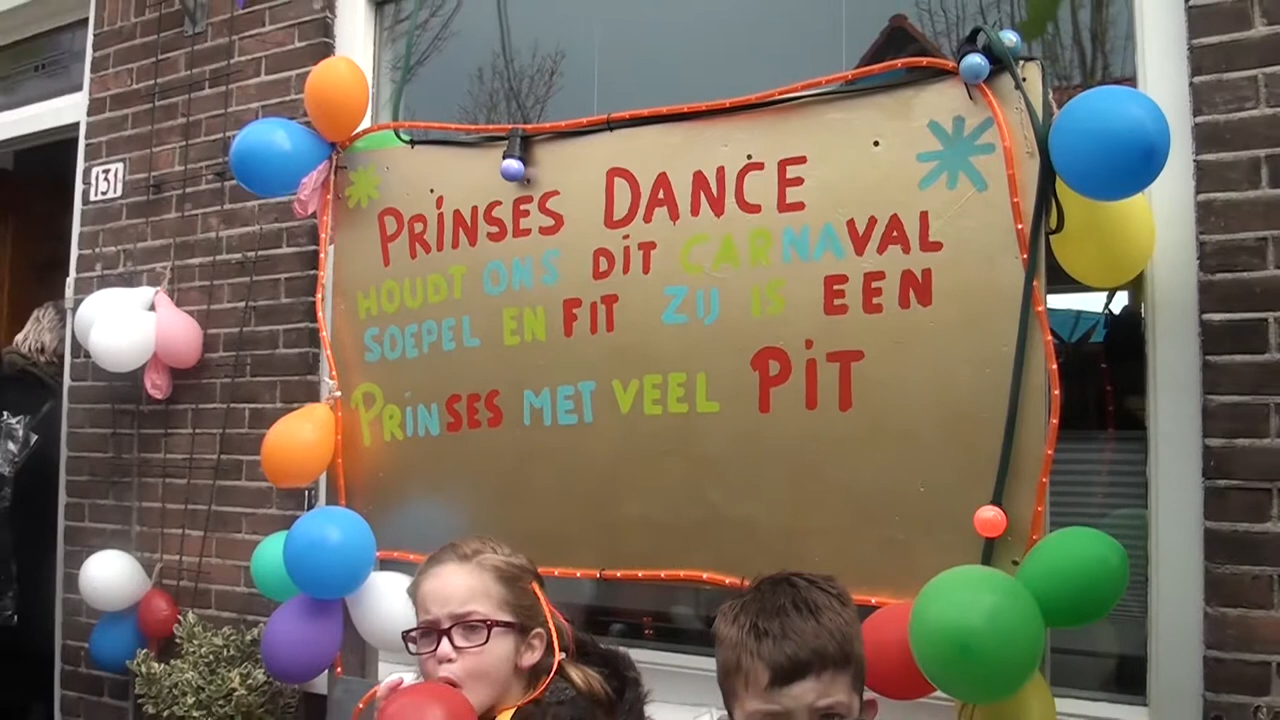 131
PRINSES DANCE
HOUDT ONS DIT CARNAVAL
SOEPEL EN FIT ZIJ IS EEN
PRINSES MET VEEL PIT